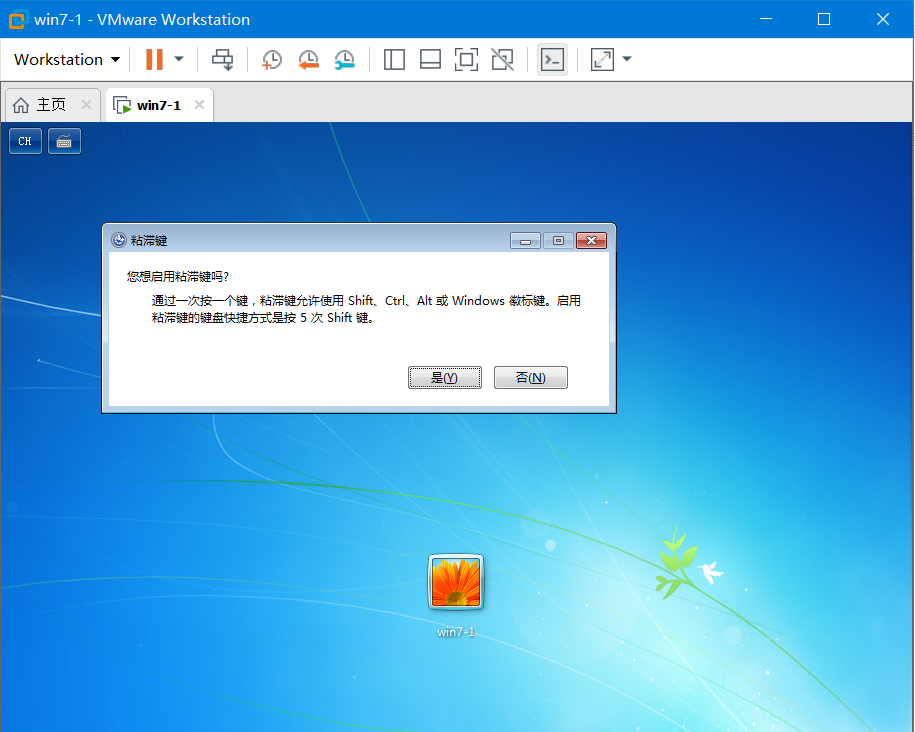 win7-1 - VMware Workstation
Workstation
主页
win7-1
CH
粘滞键
您想启用粘滞键吗?
通过一次按一个键，粘滞键允许使用 Shift、Ctrl、Alt 或 Windows 徽标键。启用
粘滞键的键盘快捷方式是按 5 次 Shift 键。
是(Y)
否(N)
win7-1